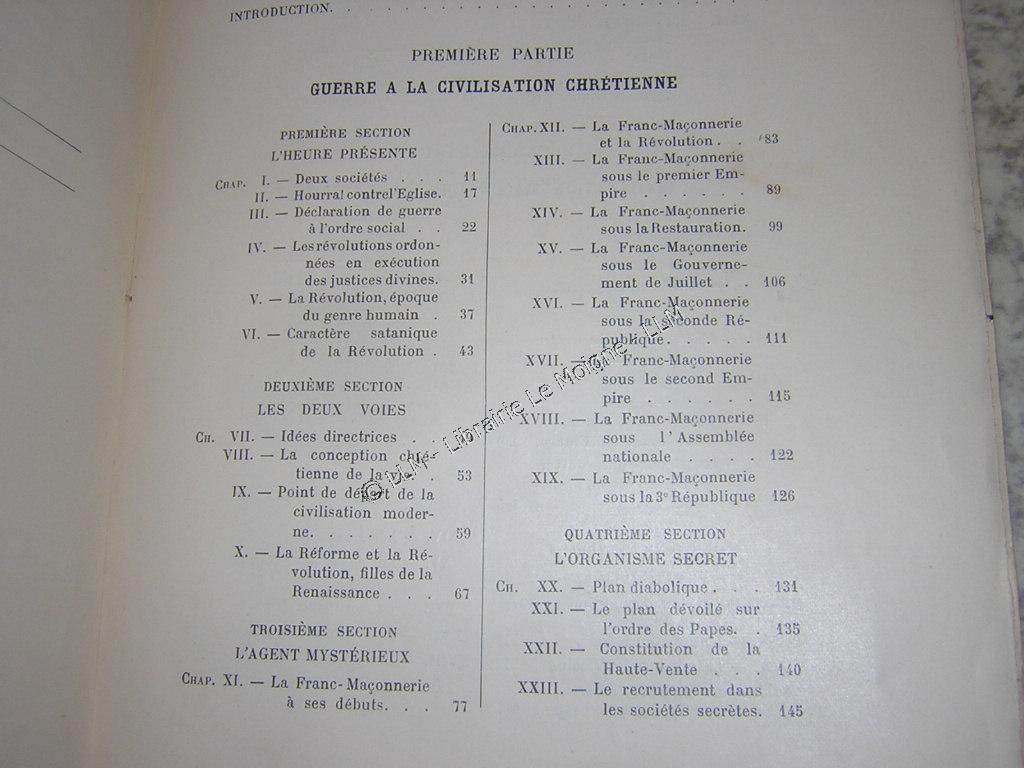 INTRODUCTION. . . . . . . . . . . . . . . . . .
PREMIÈRE PARTIE
GUERRE A LA CIVILISATION CHRÉTIENNE
PREMIÈRE SECTION
L'HEURE PRÉSENTE
CHAP. I. — Deux sociétés . . . 11
II. — Hourra! contre l'Eglise. 17
III. — Déclaration de guerre
à l'ordre social . . 22
IV. — Les révolutions ordon-
nées en exécution
des justices divines. 31
V. — La Révolution, époque
du genre humain . 37
VI. — Caractère satanique
de la Révolution . 43
DEUXIÈME SECTION
LES DEUX VOIES
CH. VII. — Idées directrices . .
VIII. — La conception chré-
tienne de la vie . 53
IX. — Point de départ de la
civilisation moder-
ne. . . . . . . 59
X. — La Réforme et la Ré-
volution, filles de la
Renaissance . . . 67
TROISIÈME SECTION
L'AGENT MYSTÉRIEUX
CHAP. XI. — La Franc-Maçonnerie
à ses débuts. . . 77
CHAP. XII. — La Franc-Maçonnerie
et la Révolution. . 83
XIII. — La Franc-Maçonnerie
sous le premier Em-
pire . . . . . . 89
XIV. — La Franc-Maçonnerie
sous la Restauration. 99
XV. — La Franc-Maçonnerie
sous le Gouverne-
ment de Juillet . . 106
XVI. — La Franc-Maçonnerie
sous la seconde Ré-
publique. . . . . 111
XVII. — La Franc-Maçonnerie
sous le second Em-
pire . . . . . . 115
XVIII. — La Franc-Maçonnerie
sous l'Assemblée
nationale . . . . 122
XIX. — La Franc-Maçonnerie
sous la 3e République 126
QUATRIÈME SECTION
L'ORGANISME SECRET
CH. XX. — Plan diabolique . . . 131
XXI. — Le plan dévoilé sur
l'ordre des Papes. . 135
XXII. — Constitution de la
Haute-Vente . . . 140
XXIII. — Le recrutement dans
les sociétés secrètes. 145
© LLM - Librairie Le Moigne - LLM